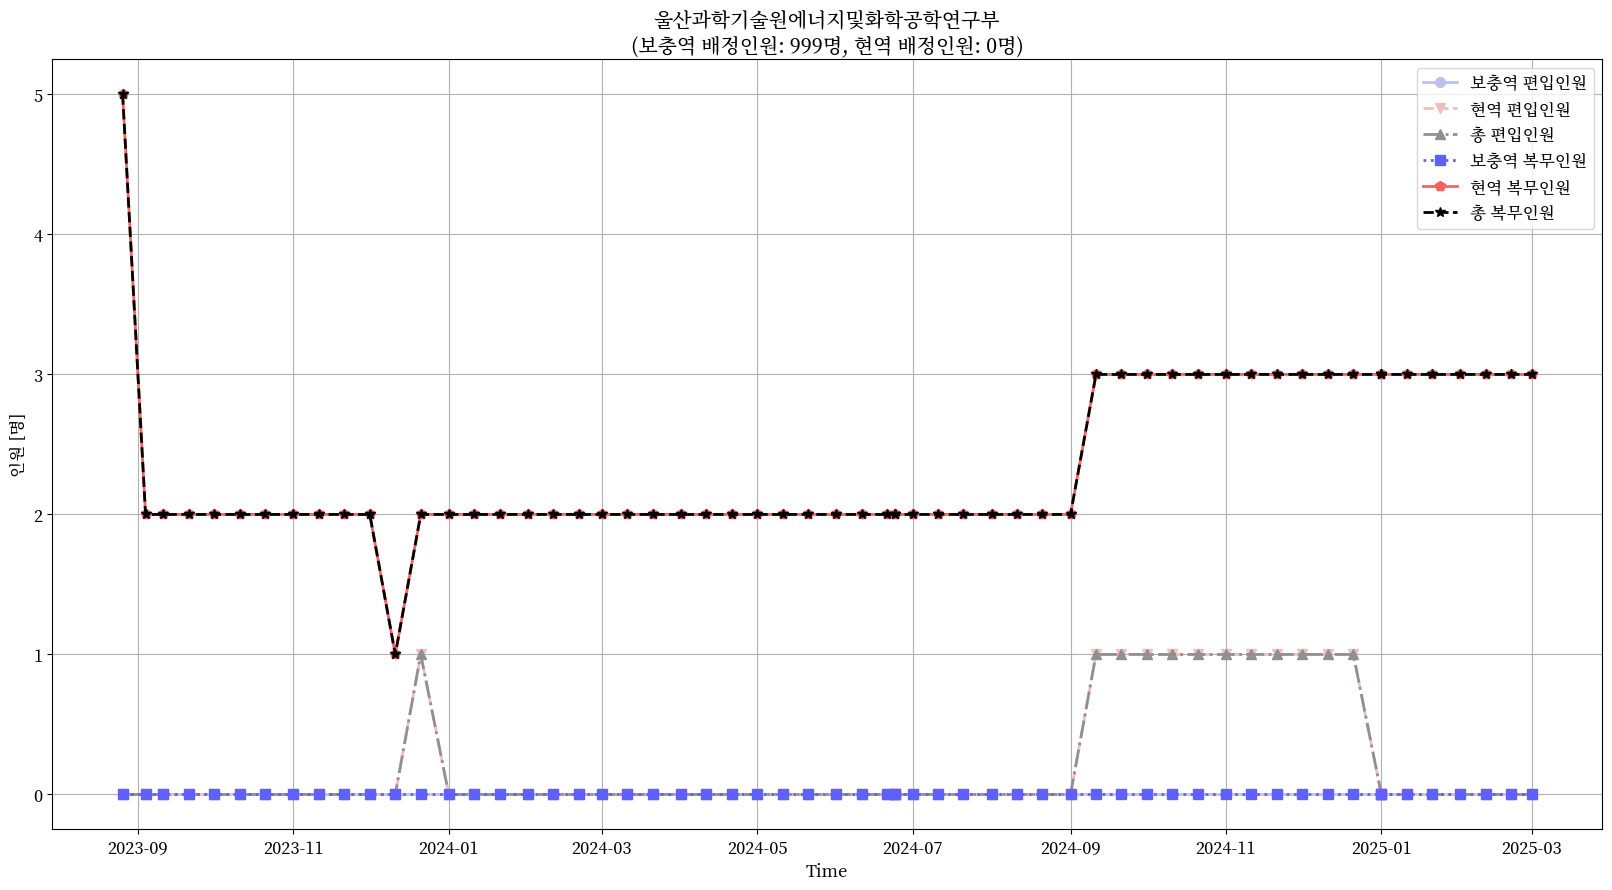 울산과학기술원에너지및화학공학연구부
(보충역 배정인원: 999명, 현역 배정인원: 0명)
보충역 편입인원
현역 편입인원
총 편입인원
보충역 복무인원
현역 복무인원
총 복무인원
인원 [명]
5
4
3
2
1
0
2023-09
2023-11
2024-01
2024-03
2024-05
2024-07
2024-09
2024-11
2025-01
2025-03
Time